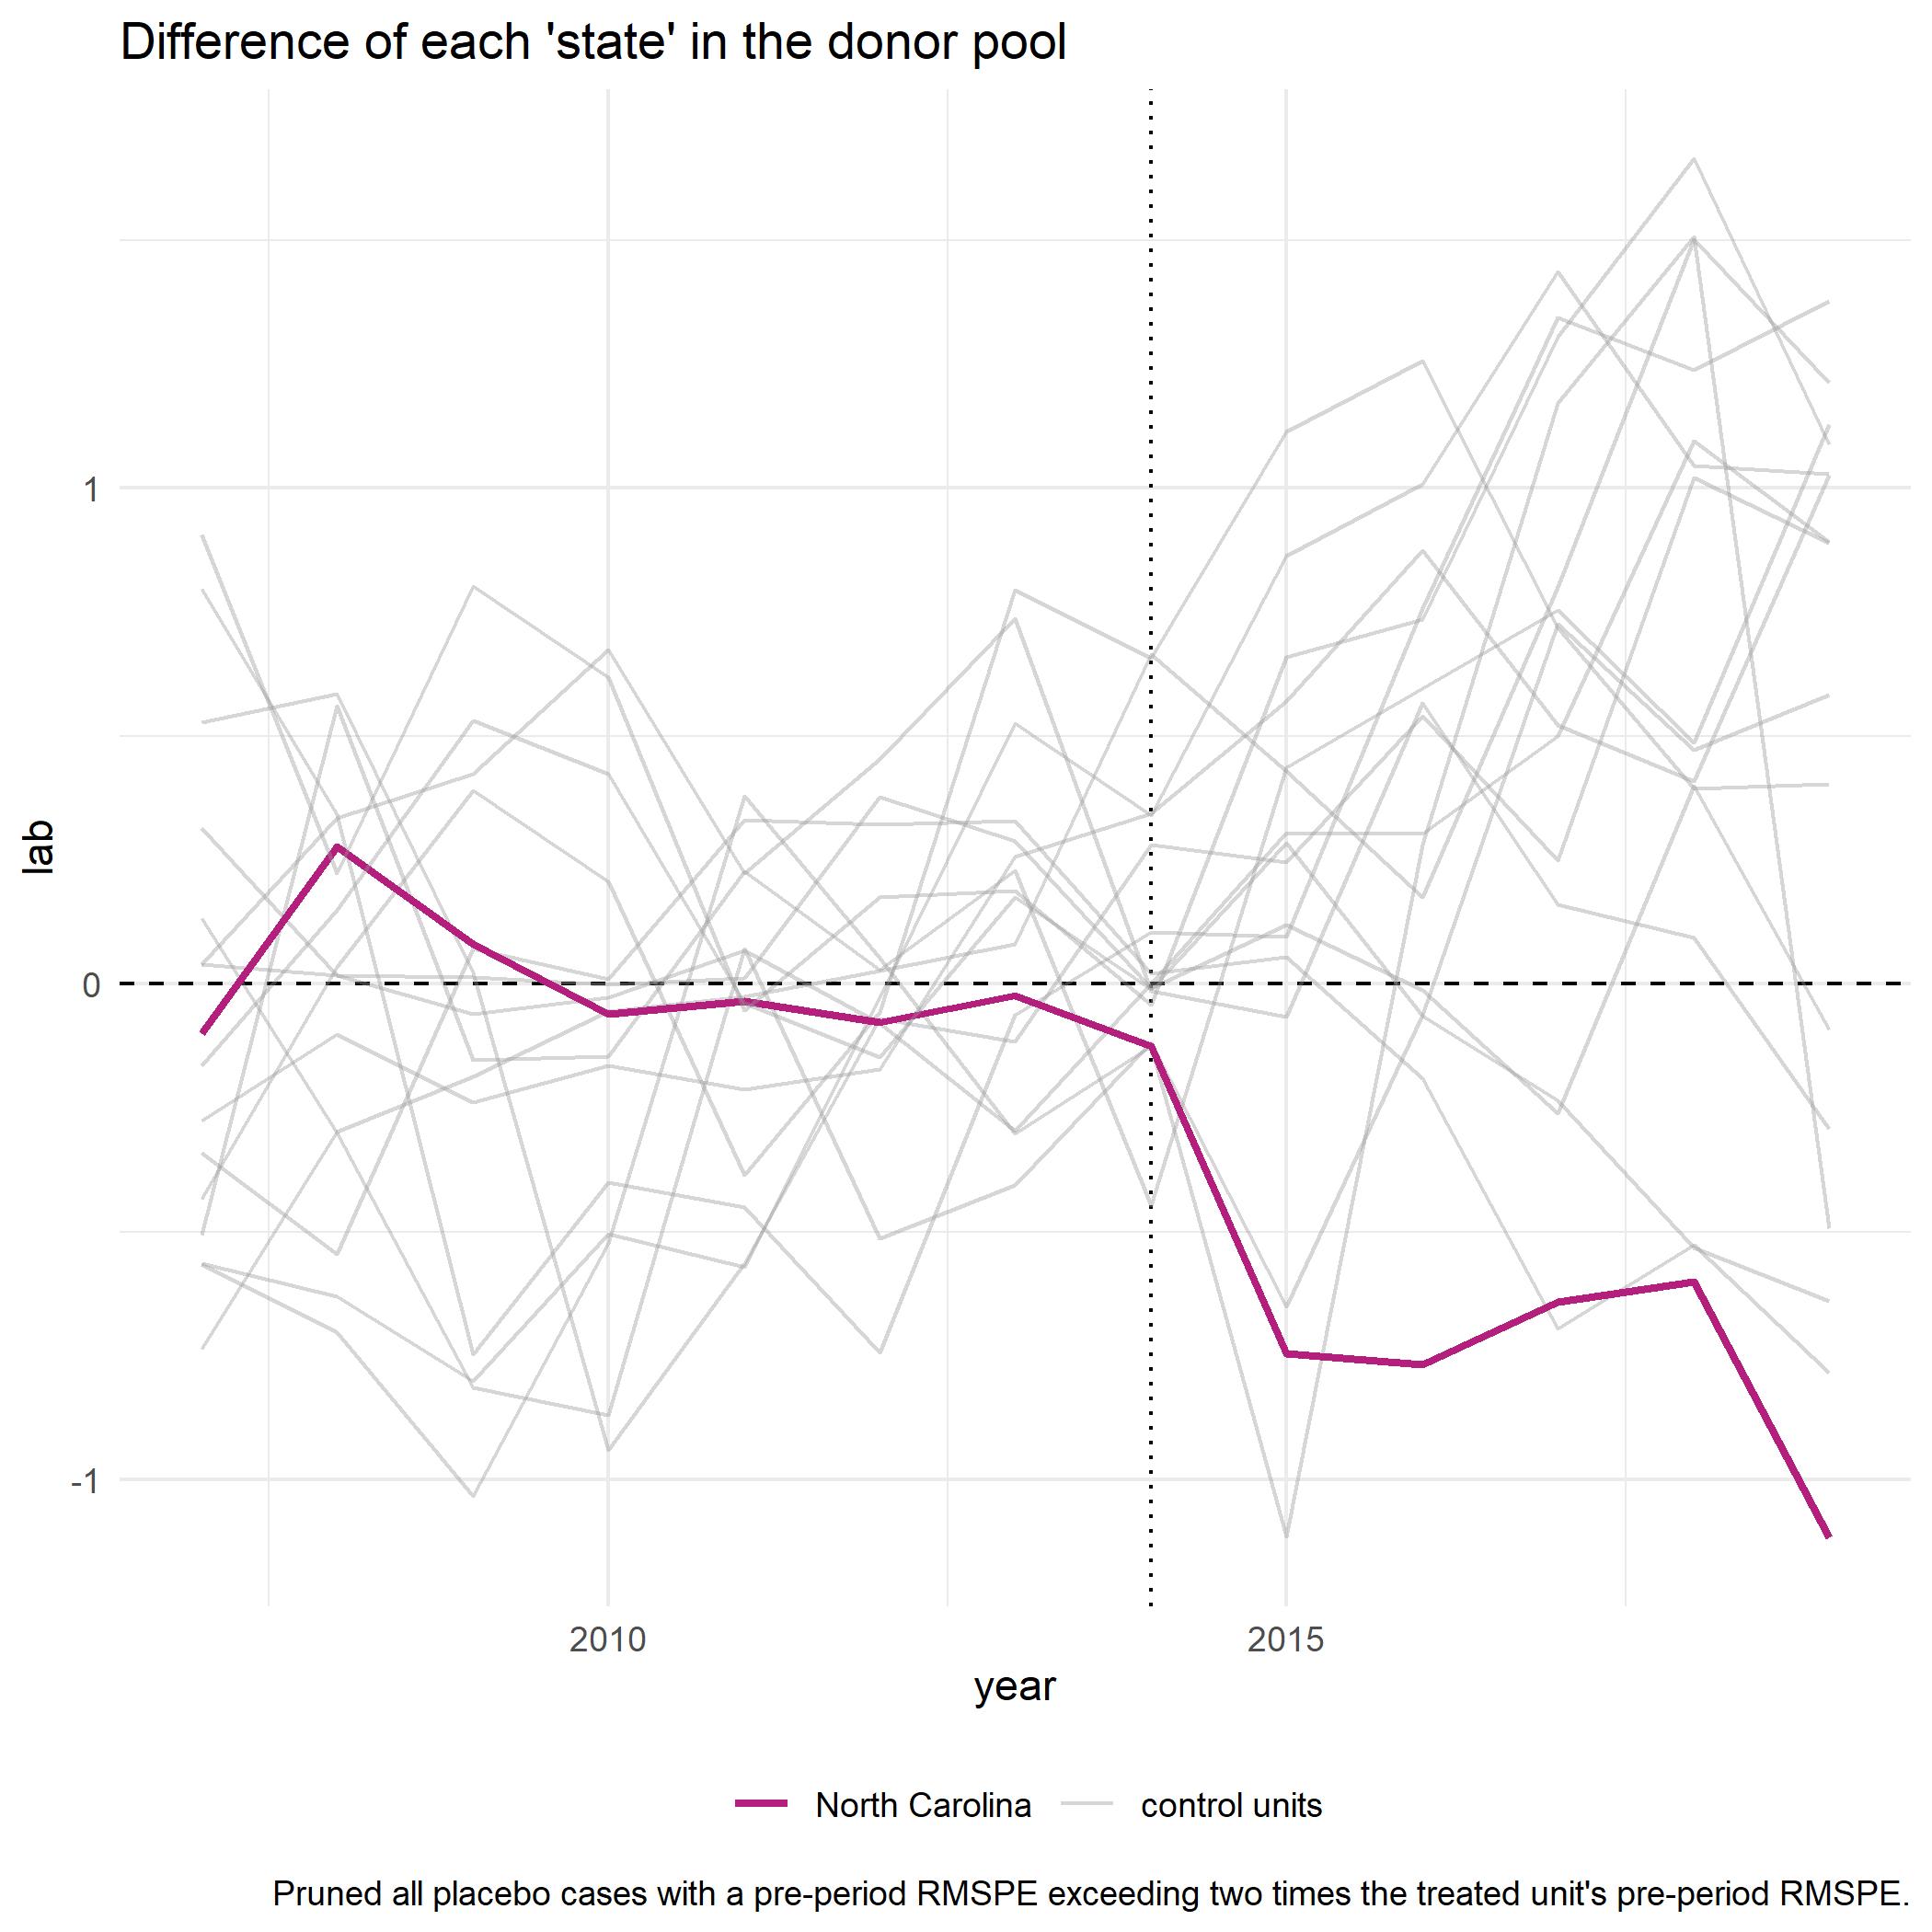 Difference of each 'state' in the donor pool
lab
1
0
-1
2010
2015
year
North Carolina
control units
Pruned all placebo cases with a pre-period RMSPE exceeding two times the treated unit's pre-period RMSPE.